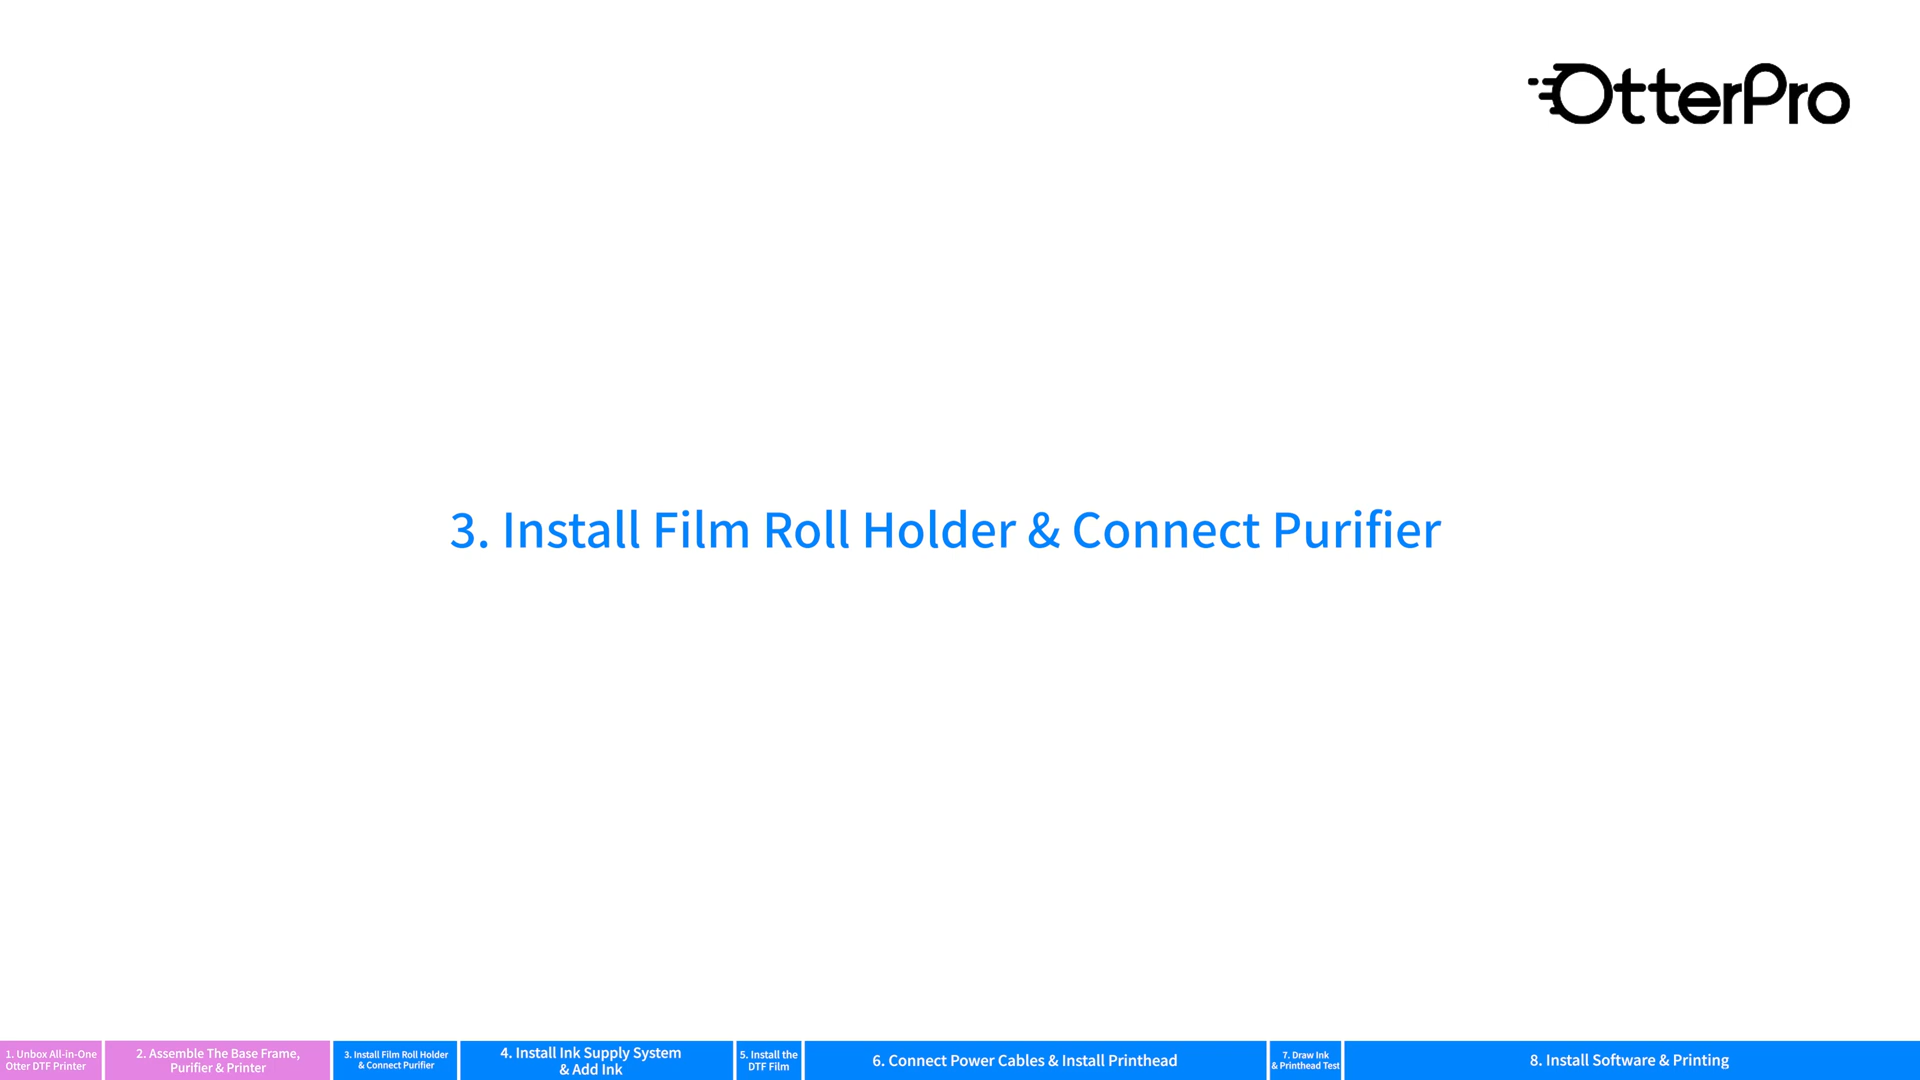 OtterPro
3. Install Film Roll Holder & Connect Purifier
1. Unbox All-in-One
Otter DTF Printer
2. Assemble The Base Frame,
Purifier & Printer
3. Install Film Roll Holder
& Connect Purifier
4. Install Ink Supply System
& Add Ink
5. Install the
DTF Film
6. Connect Power Cables & Install Printhead
7. Draw Ink
& Printhead Test
8. Install Software & Printing